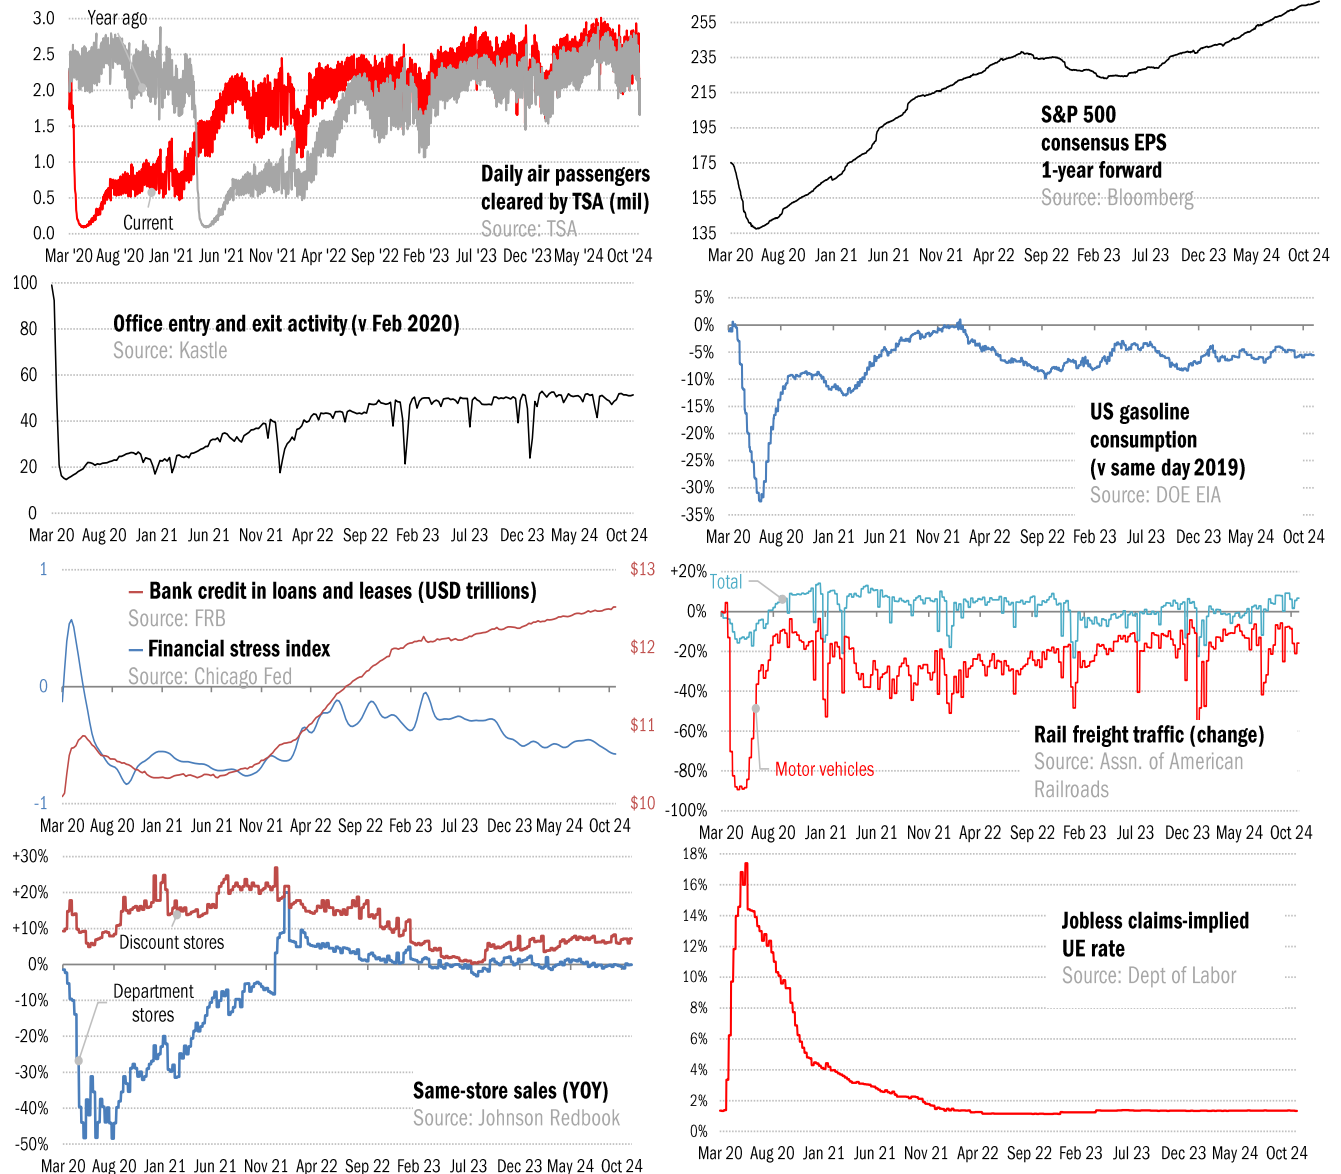 3.0
2.5
2.0
1.5
1.0
0.5
0.0
Year ago
Current
Daily air passengers
cleared by TSA (mil)
Source: TSA
Mar '20 Aug '20 Jan '21 Jun '21 Nov '21 Apr '22 Sep '22 Feb '23 Jul '23 Dec '23 May '24 Oct '24
255
235
215
195
175
155
135
S&P 500
consensus EPS
1-year forward
Source: Bloomberg
Mar 20 Aug 20 Jan 21 Jun 21 Nov 21 Apr 22 Sep 22 Feb 23 Jul 23 Dec 23 May 24 Oct 24
100
80
60
40
20
0
Office entry and exit activity (v Feb 2020)
Source: Kastle
Mar 20 Aug 20 Jan 21 Jun 21 Nov 21 Apr 22 Sep 22 Feb 23 Jul 23 Dec 23 May 24 Oct 24
5%
0%
-5%
-10%
-15%
-20%
-25%
-30%
-35%
US gasoline
consumption
(v same day 2019)
Source: DOE EIA
Mar 20 Aug 20 Jan 21 Jun 21 Nov 21 Apr 22 Sep 22 Feb 23 Jul 23 Dec 23 May 24 Oct 24
1
0
-1
Bank credit in loans and leases (USD trillions)
Source: FRB
Financial stress index
Source: Chicago Fed
$13
$12
$11
$10
Mar 20 Aug 20 Jan 21 Jun 21 Nov 21 Apr 22 Sep 22 Feb 23 Jul 23 Dec 23 May 24 Oct 24
+20%
0%
-20%
-40%
-60%
-80%
-100%
Total
Motor vehicles
Rail freight traffic (change)
Source: Assn. of American
Railroads
Mar 20 Aug 20 Jan 21 Jun 21 Nov 21 Apr 22 Sep 22 Feb 23 Jul 23 Dec 23 May 24 Oct 24
+30%
+20%
+10%
0%
-10%
-20%
-30%
-40%
-50%
Discount stores
Department
stores
Same-store sales (YOY)
Source: Johnson Redbook
Mar 20 Aug 20 Jan 21 Jun 21 Nov 21 Apr 22 Sep 22 Feb 23 Jul 23 Dec 23 May 24 Oct 24
18%
16%
14%
12%
10%
8%
6%
4%
2%
0%
Jobless claims-implied
UE rate
Source: Dept of Labor
Mar 20 Aug 20 Jan 21 Jun 21 Nov 21 Apr 22 Sep 22 Feb 23 Jul 23 Dec 23 May 24 Oct 24